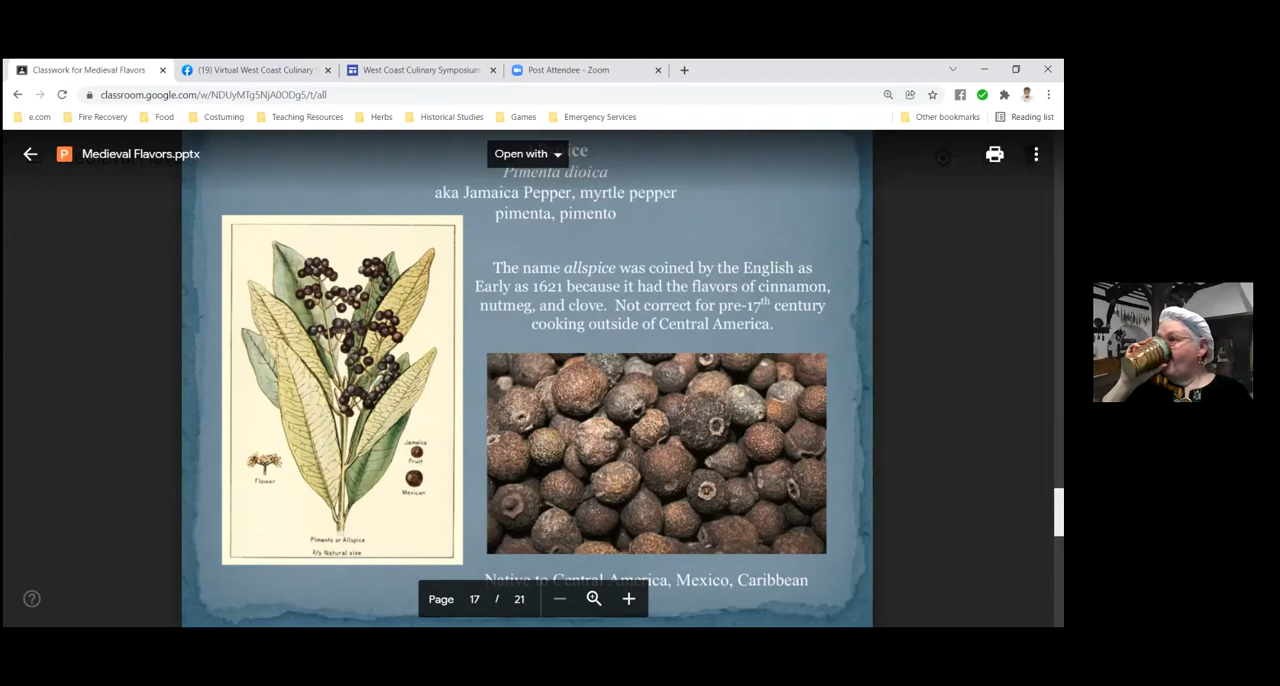 Classwork for Medieval Flavors
(19) Virtual West Coast Culinary
West Coast Culinary Symposium
Post Attendee - Zoom
classroom.google.com/w/NDUyMTg5NjA0ODg5/t/all
e.com
Fire Recovery
Food
Costuming
Teaching Resources
Herbs
Historical Studies
Games
Emergency Services
Other bookmarks
Reading list
P
Medieval Flavors.pptx
Open with
Pimenta dioica
aka Jamaica Pepper, myrtle pepper
pimenta, pimento
The name allspice was coined by the English as
Early as 1621 because it had the flavors of cinnamon,
nutmeg, and clove. Not correct for pre-17th century
cooking outside of Central America.
Flower
Jamaica
Fruit
Mexican
Pimento or Allspice
2/3 Natural size
Native to Central America, Mexico, Caribbean
Page 17 / 21